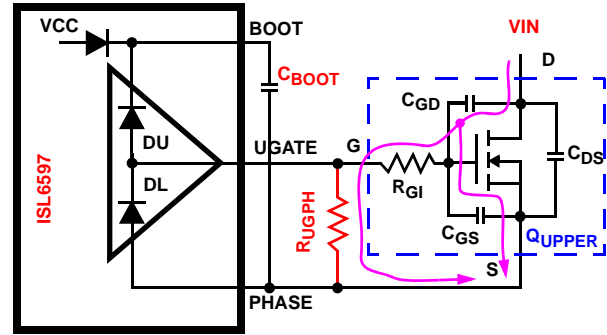 VCC
BOOT
VIN
D
CBOOT
CGD
DU
UGATE
G
CDS
DL
RGI
ISL6597
RUGPH
CGS
QUPPER
S
PHASE